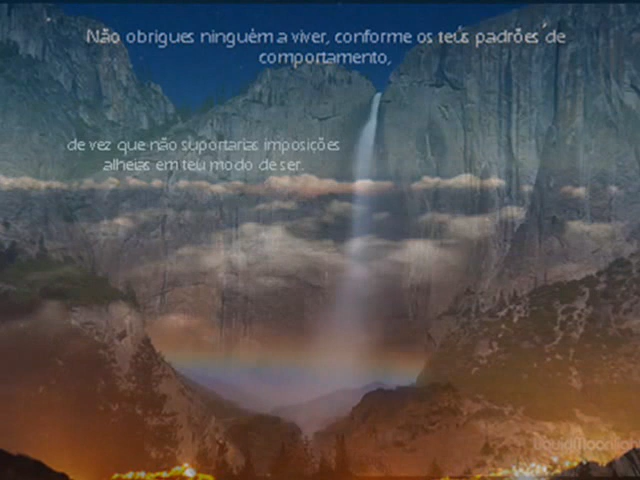 Não obrigues ninguém a viver, conforme os teus padrões de
comportamento,
de vez que não suportarias imposições
alheias em teu modo de ser.
LiquidMoonlight